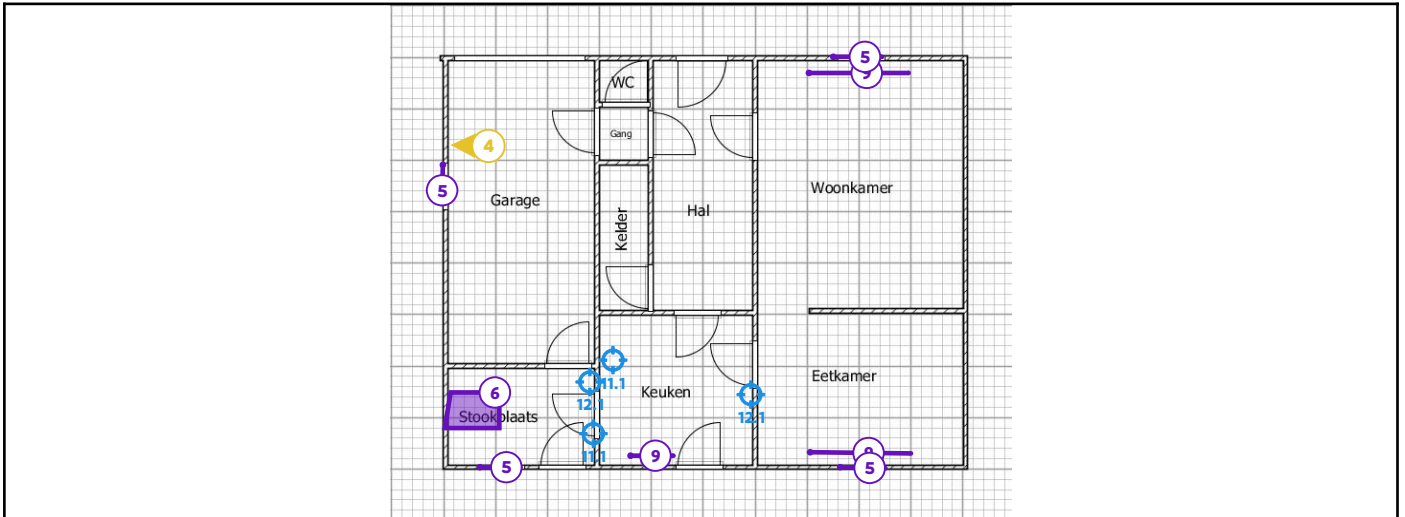 5
9
WC
Gang
4
5
Garage
Kelder
Hal
Woonkamer
11.1
12.1
Keuken
Eetkamer
12.1
6
Stookplaats
11.1
5
9
9
5